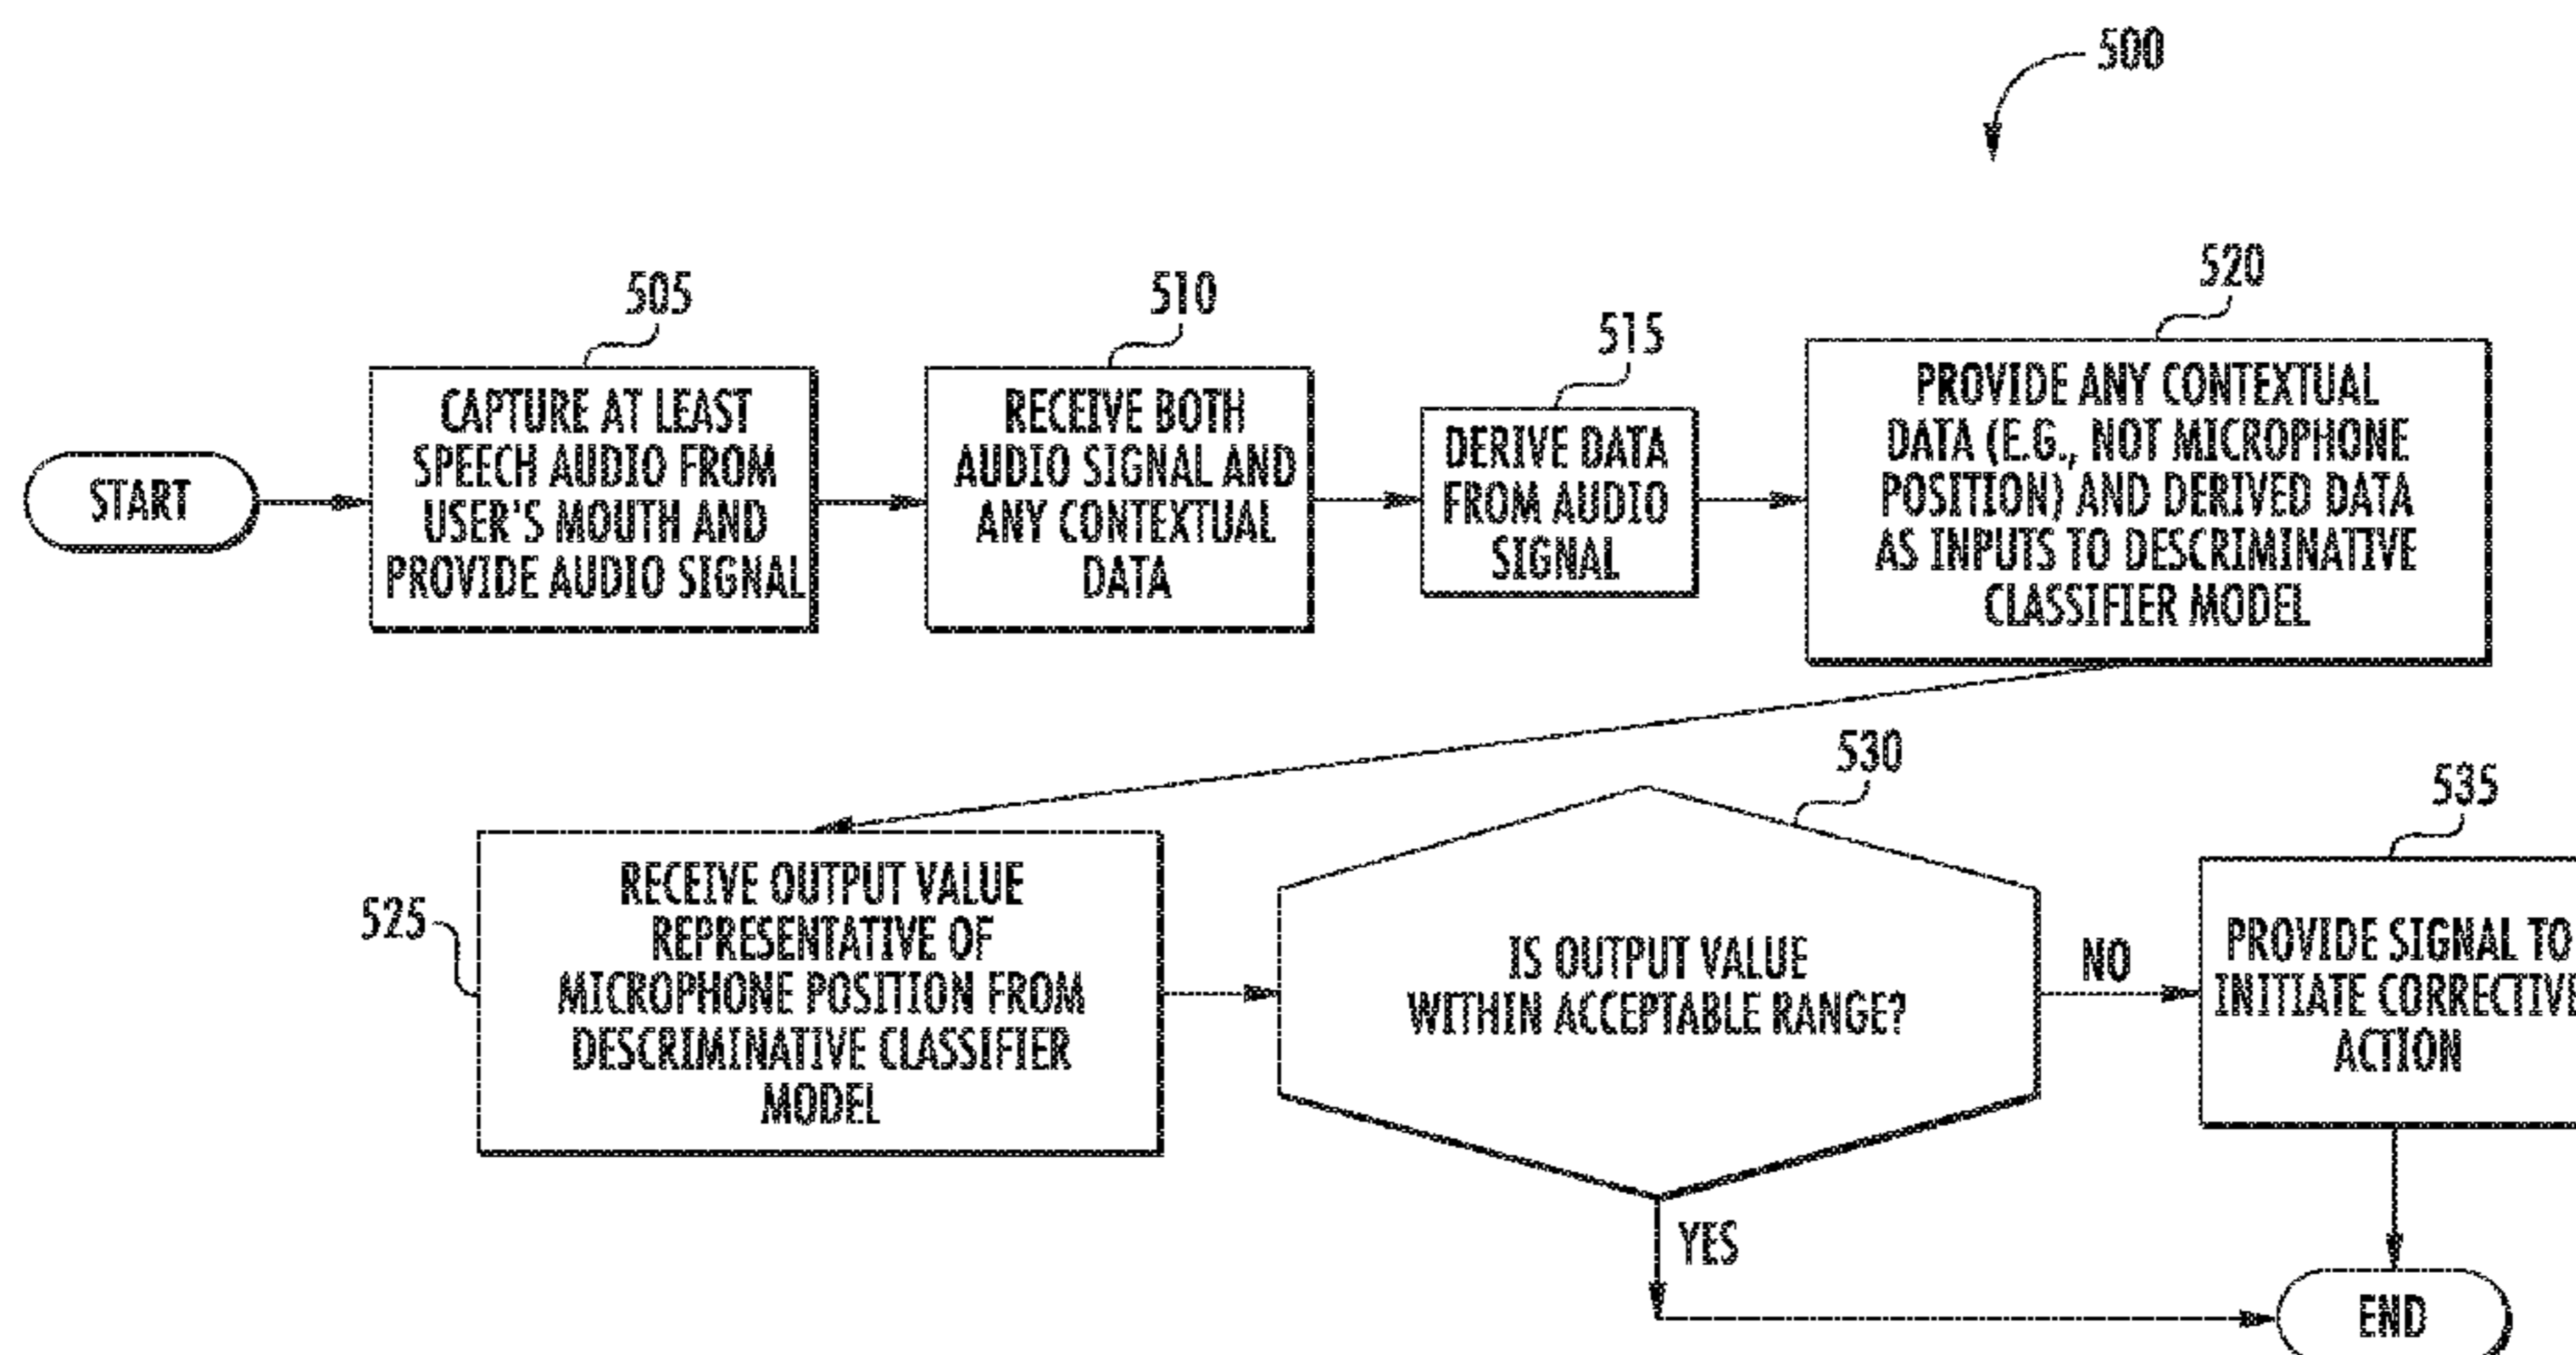 500
505
510
515
520
START
CAPTURE AT LEAST
SPEECH AUDIO FROM
USER'S MOUTH AND
PROVIDE AUDIO SIGNAL
RECEIVE BOTH
AUDIO SIGNAL AND
ANY CONTEXTUAL
DATA
DERIVE DATA
FROM AUDIO
SIGNAL
PROVIDE ANY CONTEXTUAL
DATA (E.G., NOT MICROPHONE
POSITION) AND DERIVED DATA
AS INPUTS TO DESCRIMINATIVE
CLASSIFIER MODEL
525
RECEIVE OUTPUT VALUE
REPRESENTATIVE OF
MICROPHONE POSITION FROM
DESCRIMINATIVE CLASSIFIER
MODEL
530
IS OUTPUT VALUE
WITHIN ACCEPTABLE RANGE?
NO
YES
535
PROVIDE SIGNAL TO
INITIATE CORRECTIVE
ACTION
END